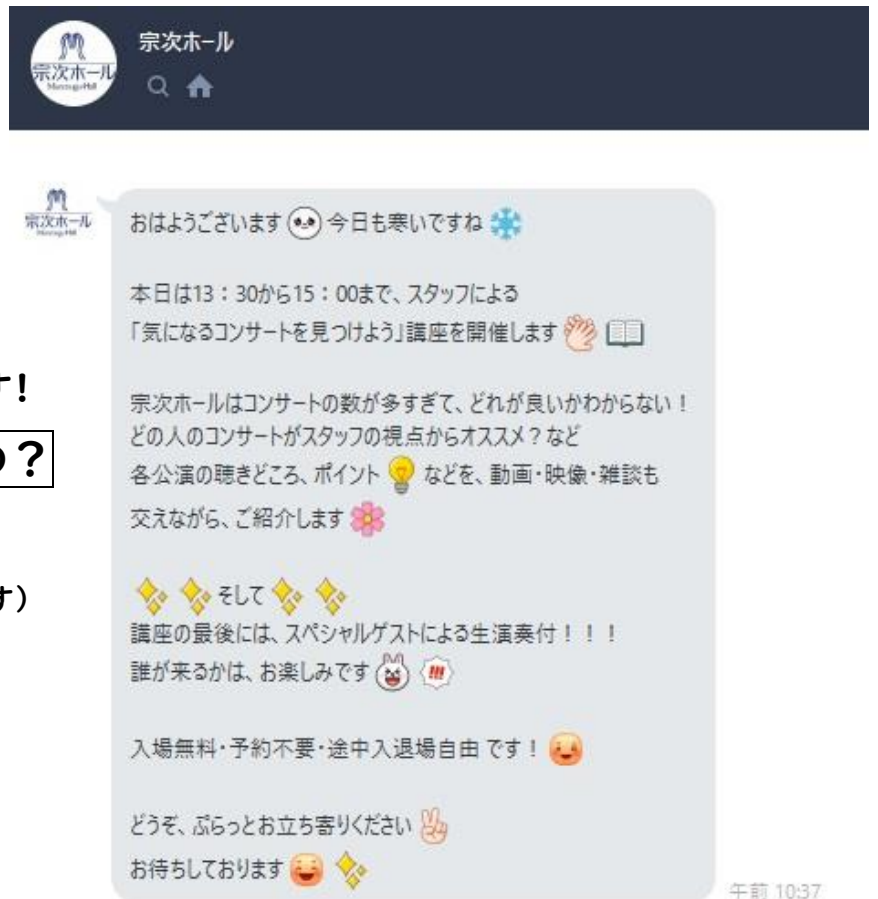 宗次ホール
宗次ホール
宗次ホール
おはようございます 今日も寒いですね
本日は13：30から15：00まで、スタッフによる
「気になるコンサートを見つけよう」講座を開催します
す!
宗次ホールはコンサートの数が多すぎて、どれが良いかわからない！
どの人のコンサートがスタッフの視点からオススメ？など
の？
各公演の聴きどころ、ポイント などを、動画・映像・雑談も
交えながら、ご紹介します
そして
す）
講座の最後には、スペシャルゲストによる生演奏付！！！
誰が来るかは、お楽しみです !!!
入場無料・予約不要・途中入退場自由 です！
どうぞ、ぷらっとお立ち寄りください
お待ちしております
午前 10:37